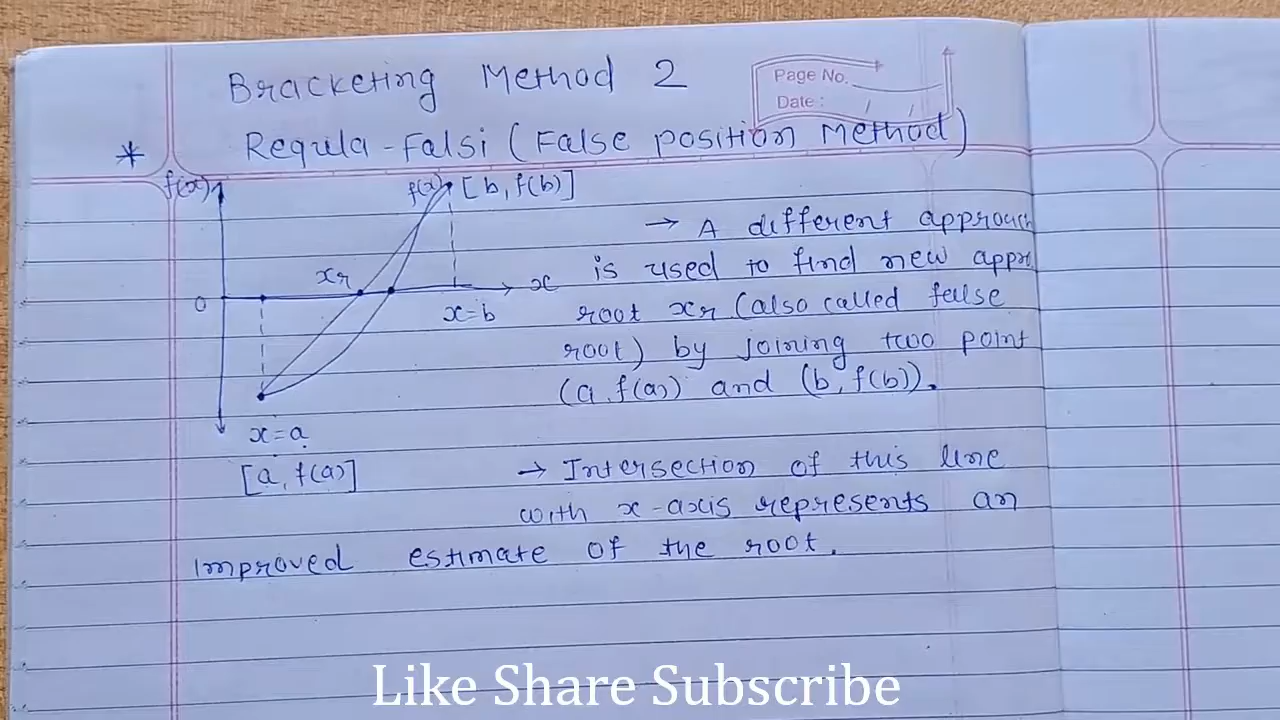 Bracketing Method 2
Page No.
Date :
* Regula-Falsi (False position Method)
f(x)
f(x) [b, f(b)]
→ A different approach
xr
x
is used to find new appr
0
x=b
root xr (also called false
root) by joining two point
(a, f(a)) and (b, f(b)).
x=a
[a, f(a)]
→ Intersection of this line
with x-axis represents an
improved estimate of the root.
Like Share Subscribe